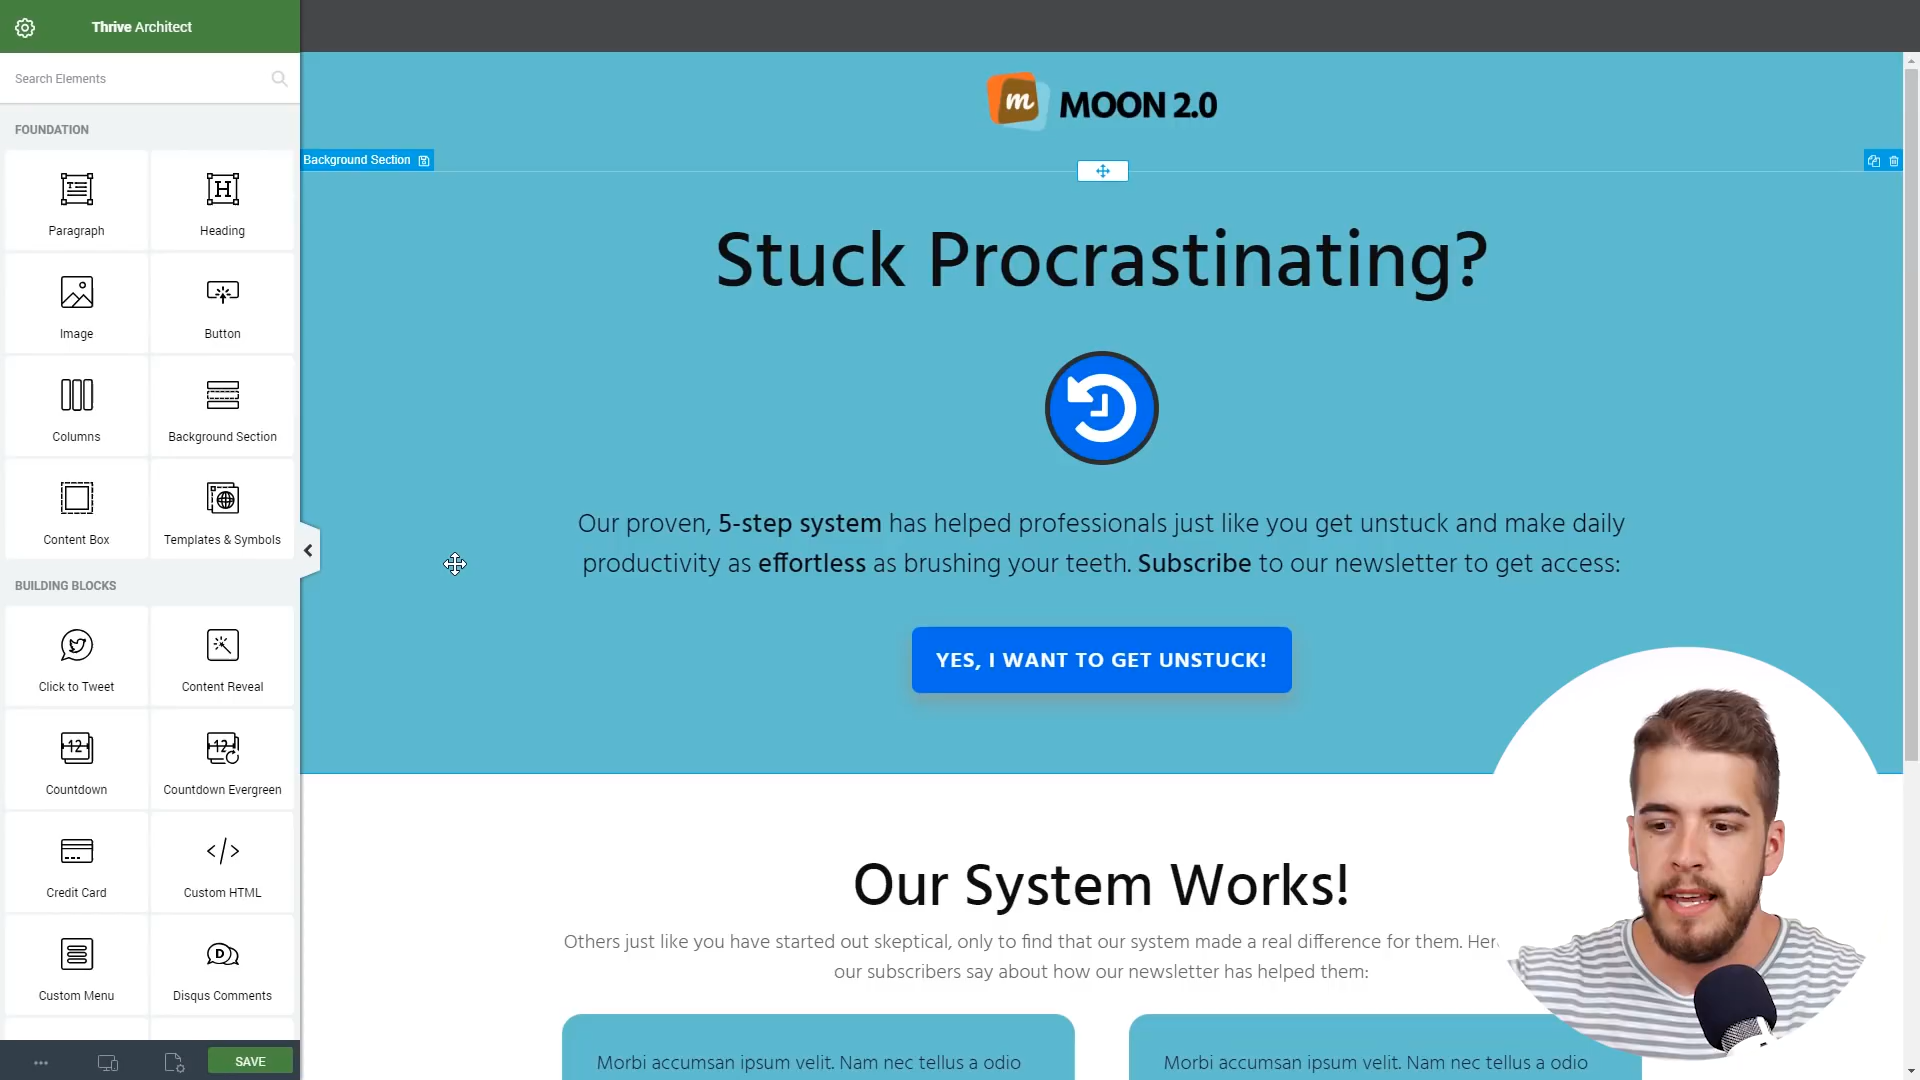 Thrive Architect
Search Elements
FOUNDATION
Paragraph
Heading
Image
Button
Columns
Background Section
Content Box
Templates & Symbols
BUILDING BLOCKS
Click to Tweet
Content Reveal
12
Countdown
12
Countdown Evergreen
Credit Card
</>
Custom HTML
Custom Menu
D
Disqus Comments
SAVE
m MOON 2.0
Background Section
Stuck Procrastinating?
Our proven, 5-step system has helped professionals just like you get unstuck and make daily
productivity as effortless as brushing your teeth. Subscribe to our newsletter to get access:
YES, I WANT TO GET UNSTUCK!
Our System Works!
Others just like you have started out skeptical, only to find that our system made a real difference for them.
our subscribers say about how our newsletter has helped them:
Morbi accumsan ipsum velit. Nam nec tellus a odio
Morbi accumsan ipsum velit. Nam nec tellus a odio